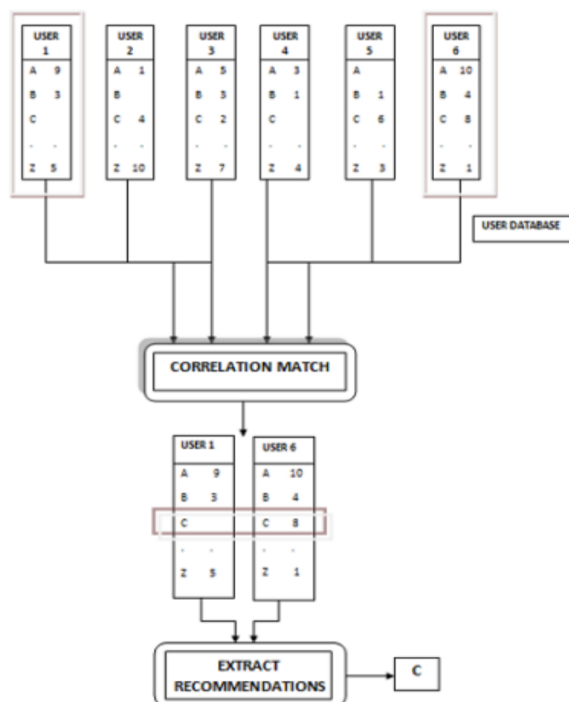 USER 1
A 9
B 3
C
. .
Z 5
USER 2
A 1
B
C 4
. .
Z 10
USER 3
A 5
B 3
C 2
. .
Z 7
USER 4
A 3
B 1
C
. .
Z 4
USER 5
A
B 1
C 6
. .
Z 3
USER 6
A 10
B 4
C 8
. .
Z 1
USER DATABASE
CORRELATION MATCH
USER 1
A 9
B 3
C
. .
Z 5
USER 6
A 10
B 4
C 8
. .
Z 1
EXTRACT
RECOMMENDATIONS
C